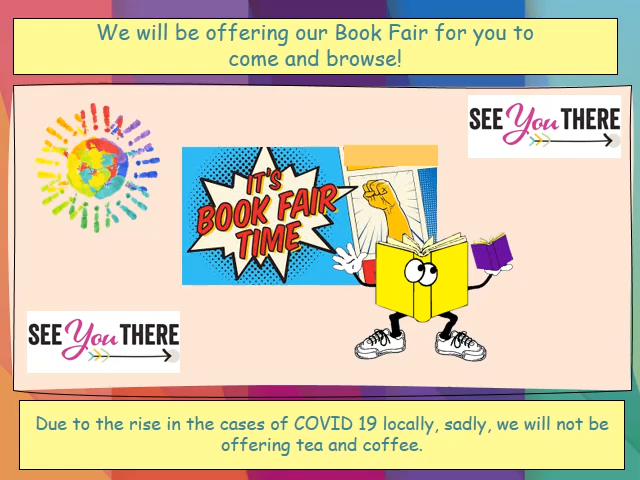 We will be offering our Book Fair for you to
come and browse!
SEE You THERE
IT'S
BOOK FAIR
TIME
SEE You THERE
Due to the rise in the cases of COVID 19 locally, sadly, we will not be
offering tea and coffee.